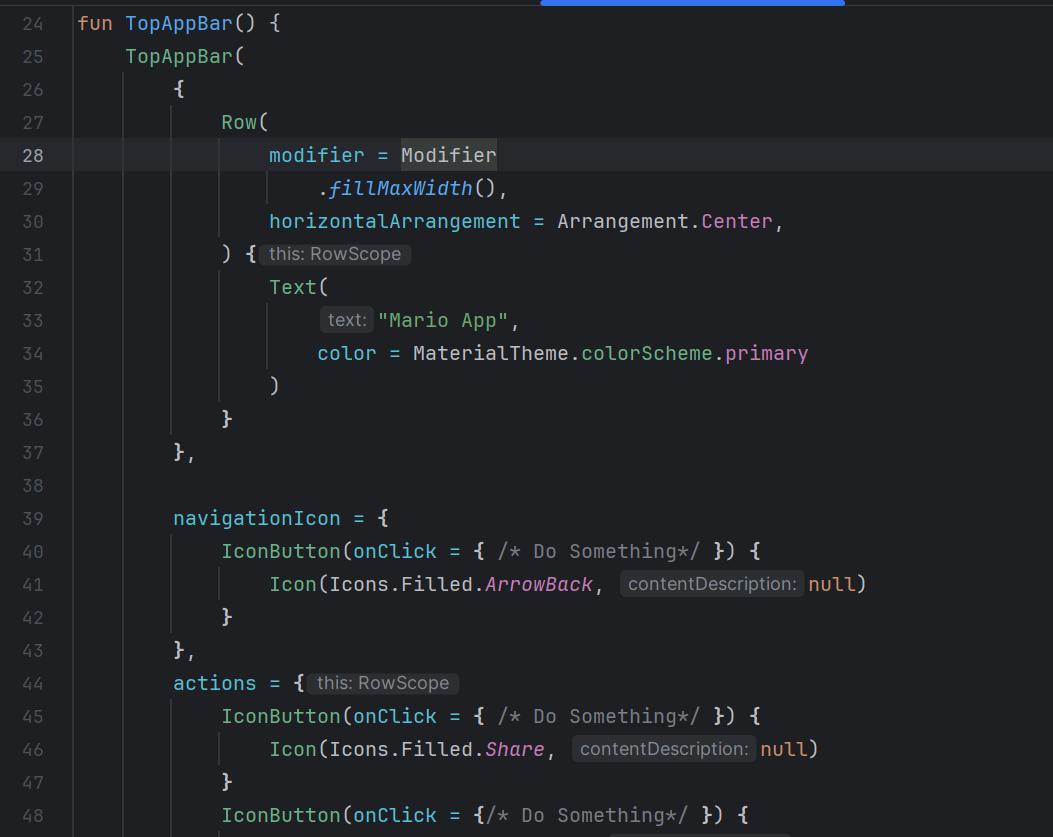 24 fun TopAppBar() {
25     TopAppBar(
26         {
27             Row(
28                 modifier = Modifier
29                     .fillMaxWidth(),
30                 horizontalArrangement = Arrangement.Center,
31             ) { this: RowScope
32                 Text(
33                     text: "Mario App",
34                     color = MaterialTheme.colorScheme.primary
35                 )
36             }
37         },
38
39         navigationIcon = {
40             IconButton(onClick = { /* Do Something*/ }) {
41                 Icon(Icons.Filled.ArrowBack, contentDescription: null)
42             }
43         },
44         actions = { this: RowScope
45             IconButton(onClick = { /* Do Something*/ }) {
46                 Icon(Icons.Filled.Share, contentDescription: null)
47             }
48             IconButton(onClick = {/* Do Something*/ }) {